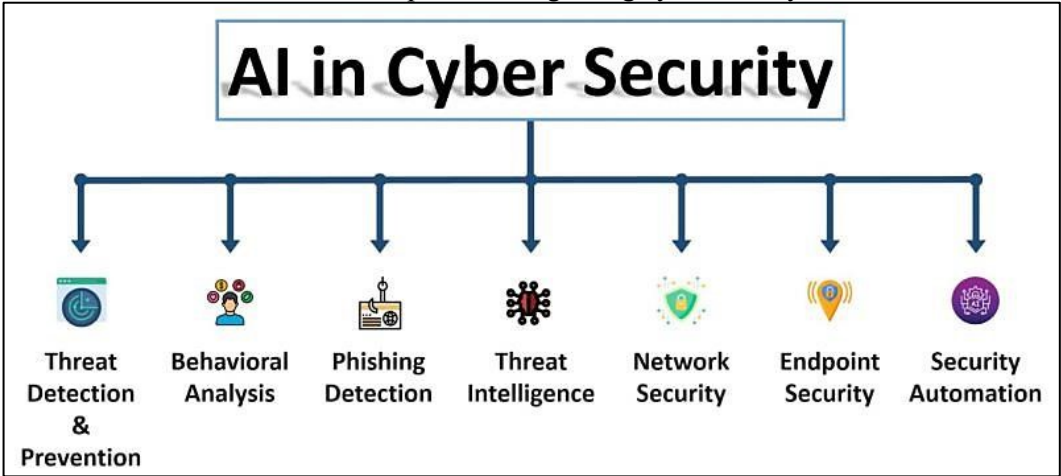 AI in Cyber Security
Threat
Detection
&
Prevention
Behavioral
Analysis
Phishing
Detection
Threat
Intelligence
Network
Security
Endpoint
Security
Security
Automation